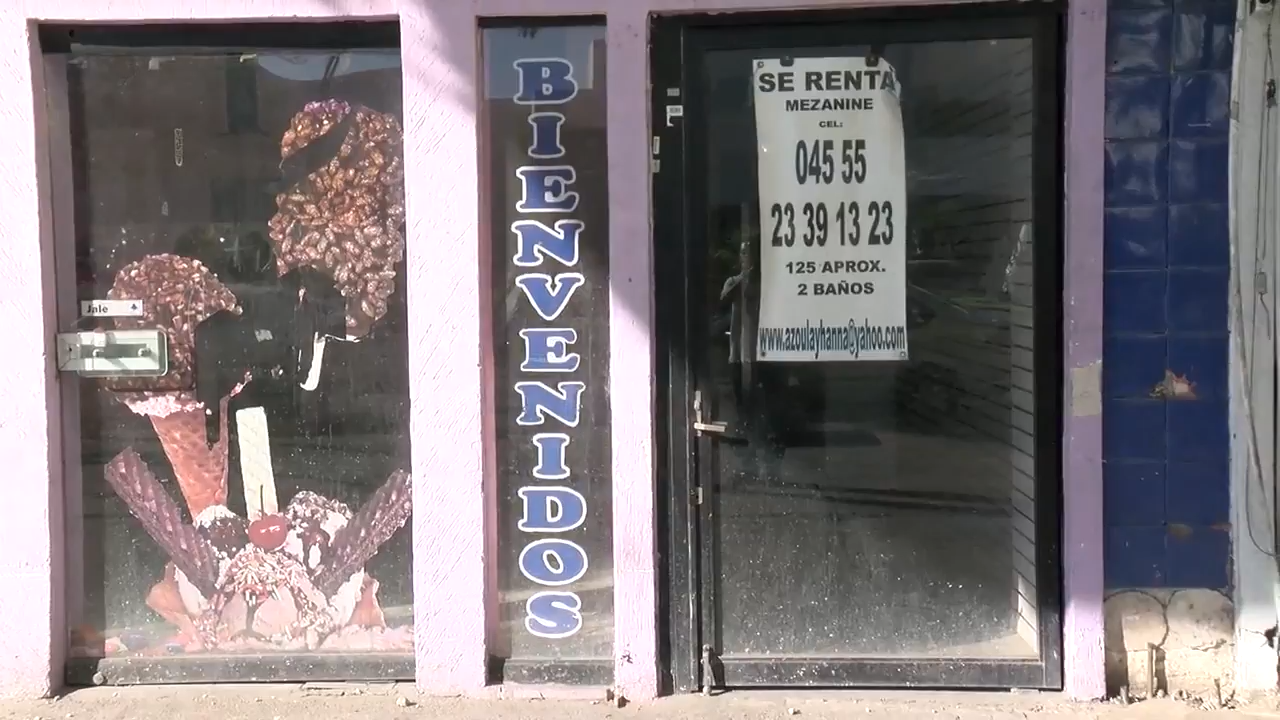 Jale
BIENVENIDOS
SE RENTA
MEZANINE
CEL:
045 55
23 39 13 23
125 APROX.
2 BAÑOS
www.azoulayhanna@yahoo.com